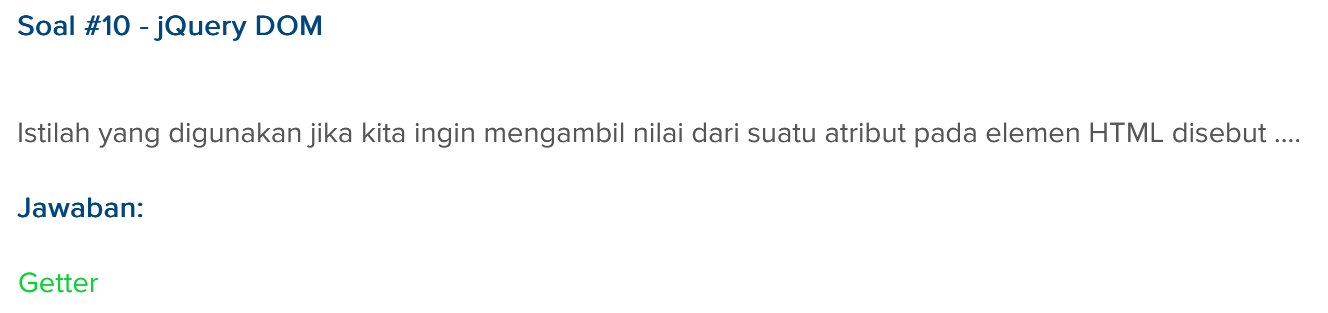 Soal #10 - jQuery DOM
Istilah yang digunakan jika kita ingin mengambil nilai dari suatu atribut pada elemen HTML disebut ....
Jawaban:
Getter